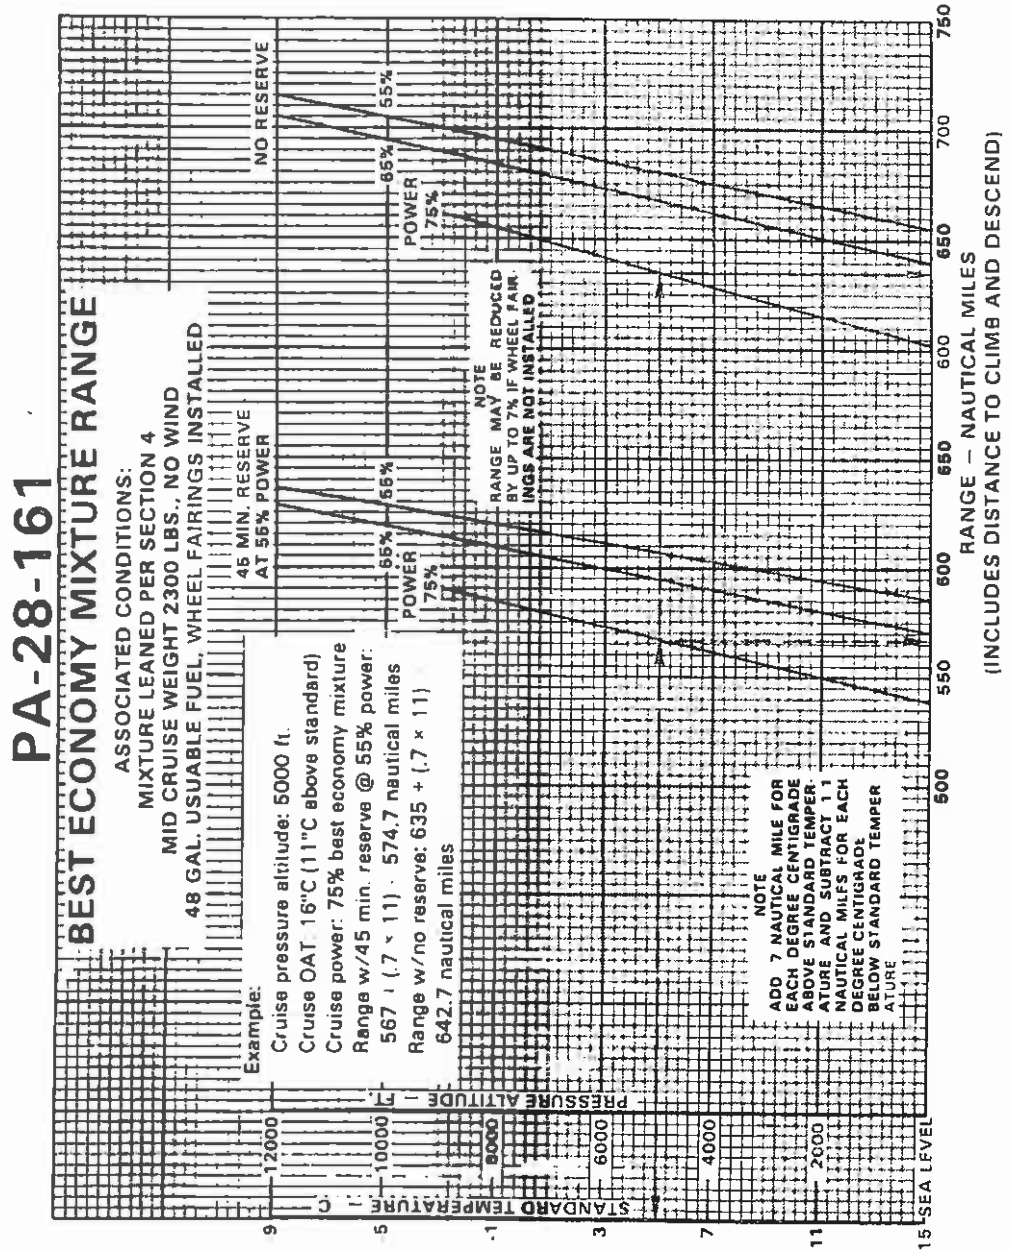 PA-28-161
BEST ECONOMY MIXTURE RANGE
ASSOCIATED CONDITIONS:
MIXTURE LEANED PER SECTION 4
MID CRUISE WEIGHT 2300 LBS., NO WIND
48 GAL. USUABLE FUEL, WHEEL FAIRINGS INSTALLED
45 MIN. RESERVE
AT 55% POWER
NO RESERVE
Example:
Cruise pressure altitude: 5000 ft.
Cruise OAT: 16°C (11°C above standard)
Cruise power: 75% best economy mixture
Range w/45 min. reserve @ 55% power:
567 + (.7 × 11) - 574.7 nautical miles
Range w/no reserve: 635 + (.7 × 11)
642.7 nautical miles
65%
55%
POWER
75%
65%
55%
POWER
75%
NOTE
RANGE MAY BE REDUCED
BY UP TO 7% IF WHEEL FAIR-
INGS ARE NOT INSTALLED
NOTE
ADD .7 NAUTICAL MILE FOR
EACH DEGREE CENTIGRADE
ABOVE STANDARD TEMPER-
ATURE AND SUBTRACT 1.1
NAUTICAL MILES FOR EACH
DEGREE CENTIGRADE
BELOW STANDARD TEMPER
ATURE
STANDARD TEMPERATURE - C
PRESSURE ALTITUDE - FT.
-9
12000
-5
10000
-1
8000
3
6000
7
4000
11
2000
15
SEA LEVEL
500
550
600
650
600
650
700
750
RANGE - NAUTICAL MILES
(INCLUDES DISTANCE TO CLIMB AND DESCEND)